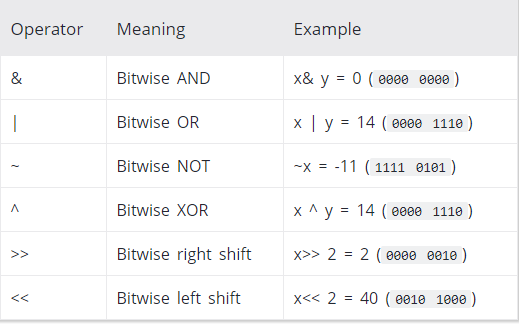 Operator Meaning Example
& Bitwise AND x& y = 0 ( 0000 0000 )
| Bitwise OR x | y = 14 ( 0000 1110 )
~ Bitwise NOT ~x = -11 ( 1111 0101 )
^ Bitwise XOR x ^ y = 14 ( 0000 1110 )
>> Bitwise right shift x>> 2 = 2 ( 0000 0010 )
<< Bitwise left shift x<< 2 = 40 ( 0010 1000 )